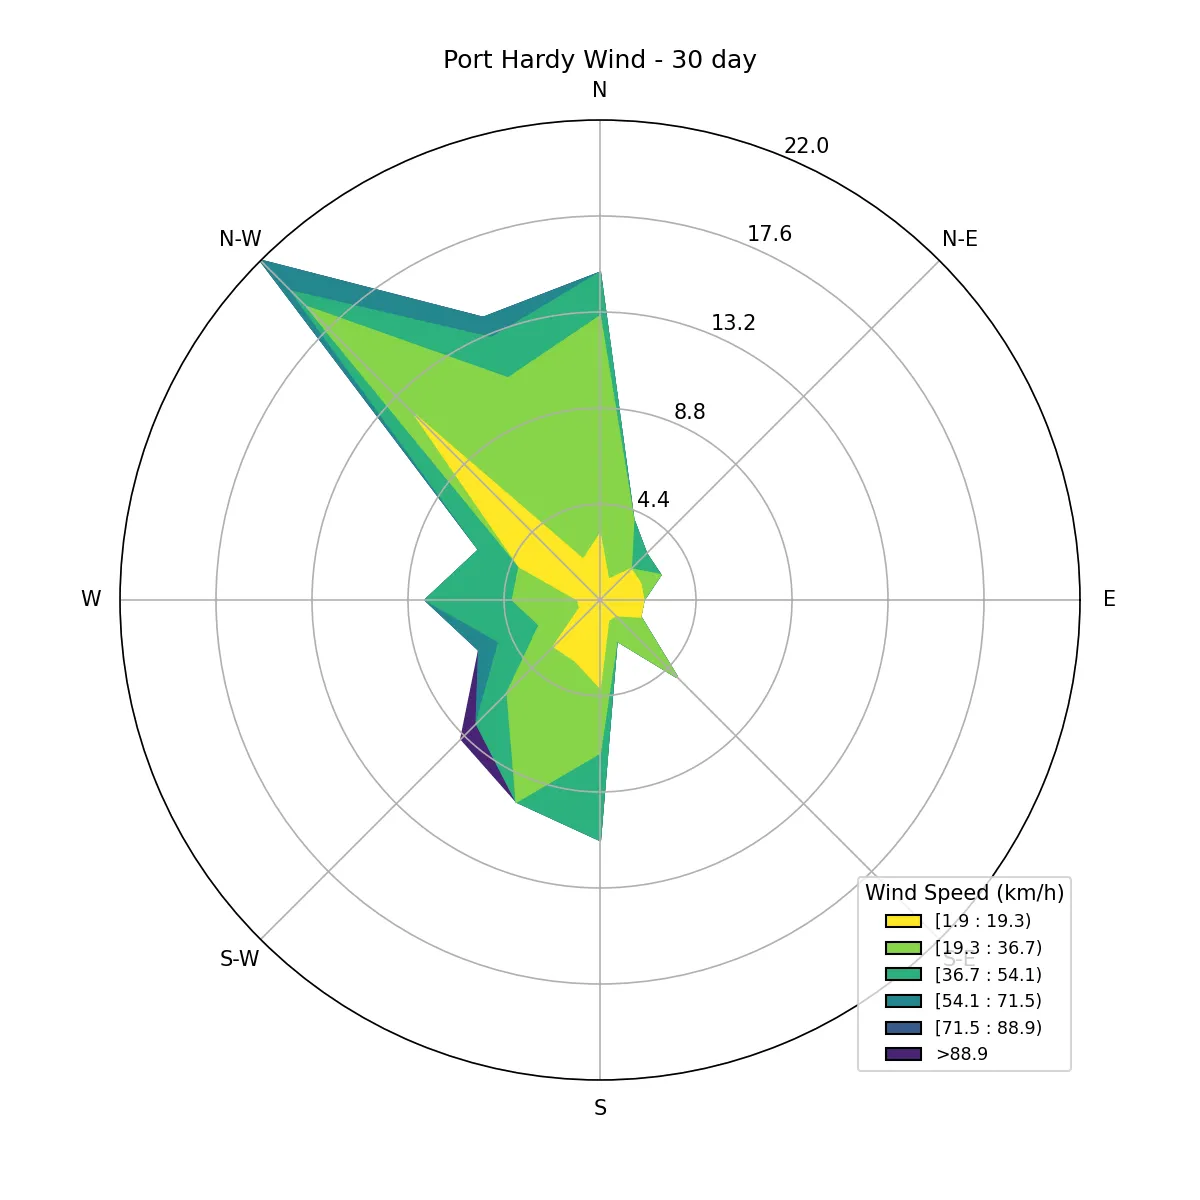 Port Hardy Wind - 30 day
N
22.0
17.6
N-W
N-E
13.2
8.8
4.4
W
E
Wind Speed (km/h)
[1.9 : 19.3)
[19.3 : 36.7)
S-W
S-E
[36.7 : 54.1)
[54.1 : 71.5)
[71.5 : 88.9)
>88.9
S